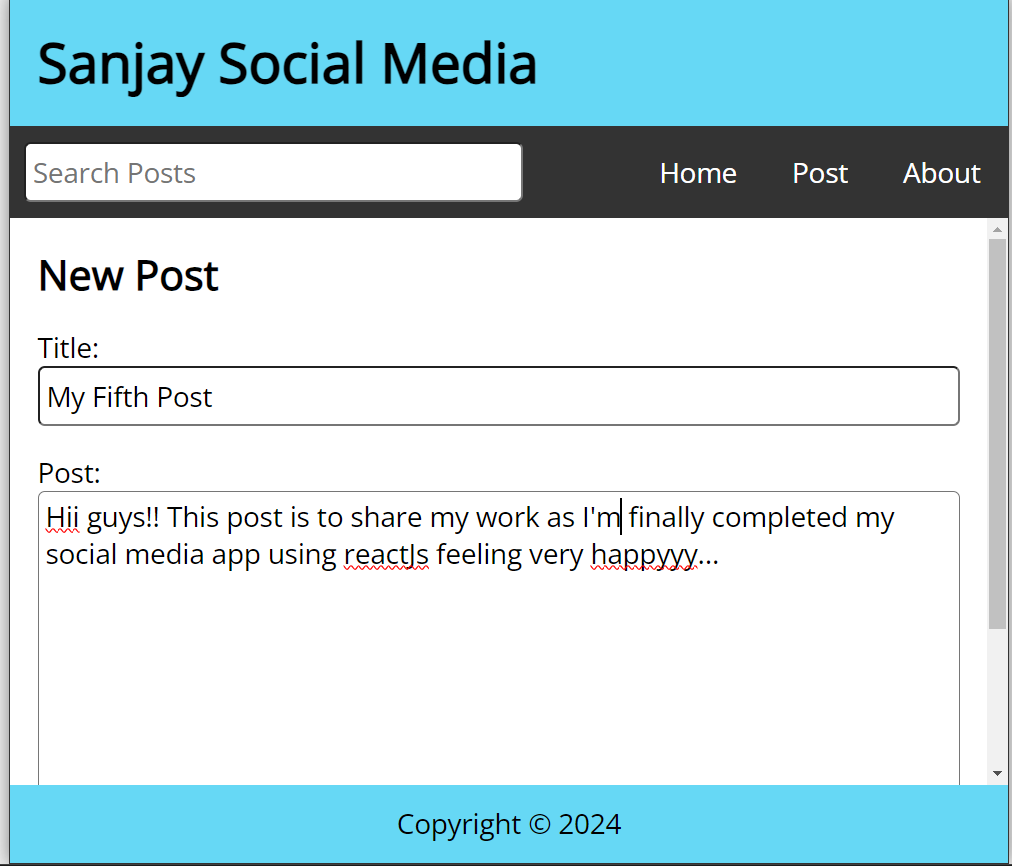 Sanjay Social Media
Search Posts
Home Post About
New Post
Title:
My Fifth Post
Post:
Hii guys!! This post is to share my work as I'm finally completed my
social media app using reactJs feeling very happyyy...
Copyright © 2024